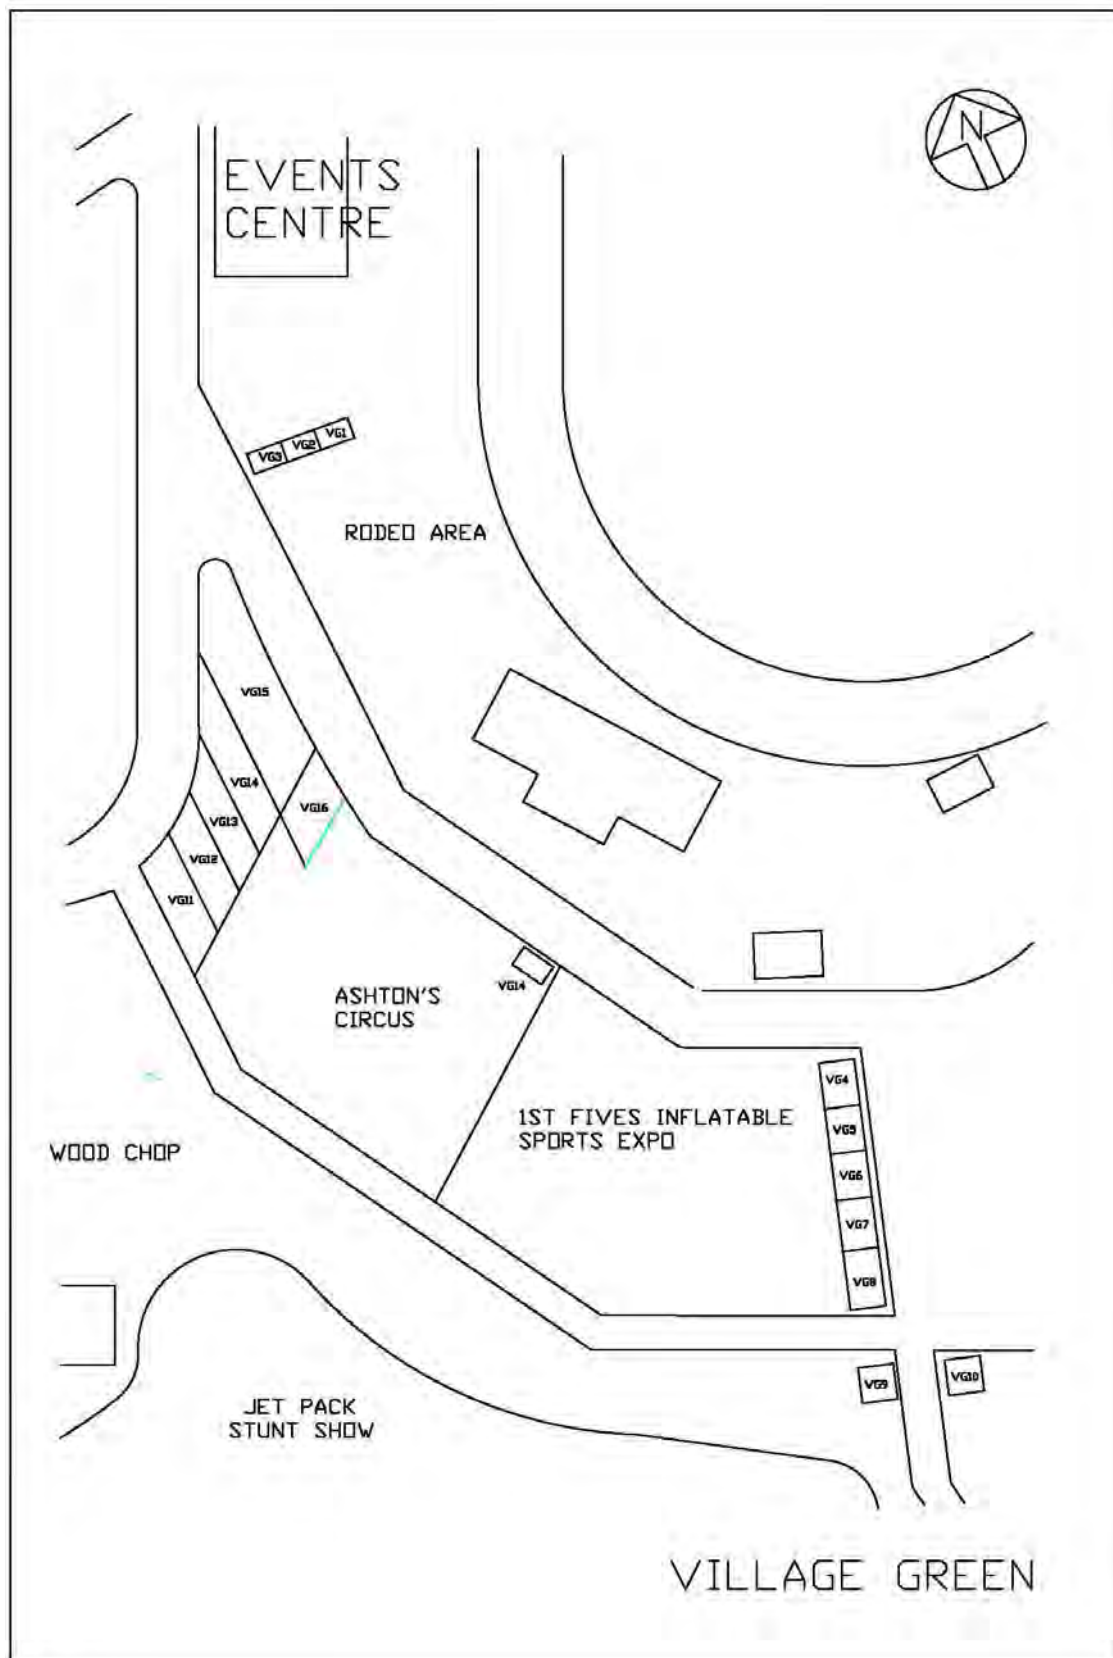 N
EVENTS
CENTRE
VG1
VG2
VG3
RODEO AREA
VG15
VG14
VG16
VG13
VG12
VG11
VG14
ASHTON'S
CIRCUS
VG4
1ST FIVES INFLATABLE
SPORTS EXPO
VG5
WOOD CHOP
VG6
VG7
VG8
VG9
VG10
JET PACK
STUNT SHOW
VILLAGE GREEN